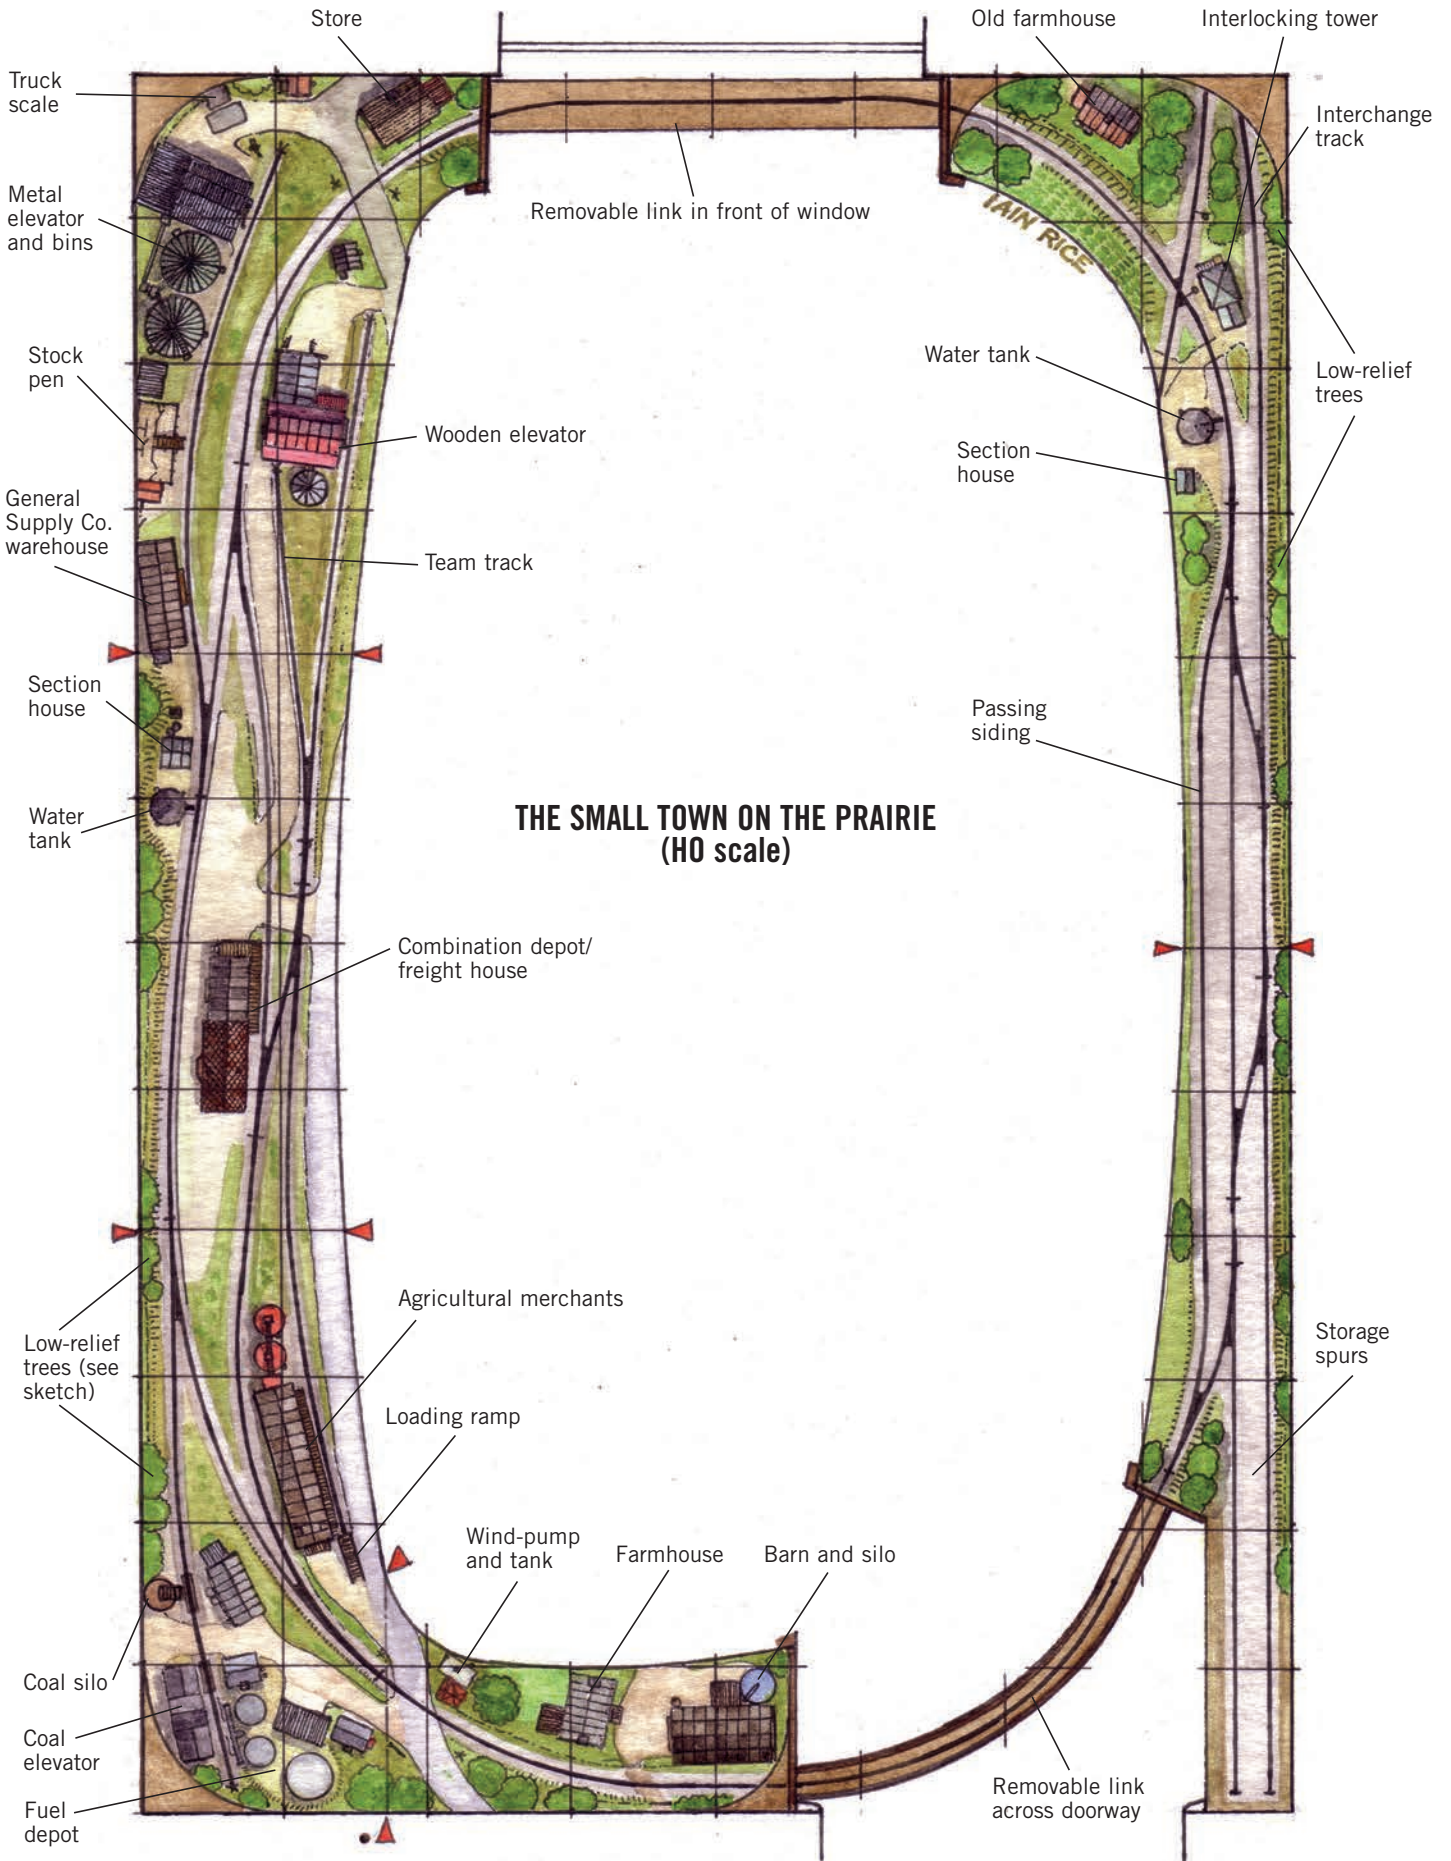 Store
Old farmhouse
Interlocking tower
Truck
scale
Interchange
track
Metal
elevator
and bins
Removable link in front of window
IAIN RICE
Stock
pen
Water tank
Low-relief
trees
Wooden elevator
Section
house
General
Supply Co.
warehouse
Team track
Section
house
Passing
siding
Water
tank
THE SMALL TOWN ON THE PRAIRIE
(HO scale)
Combination depot/
freight house
Agricultural merchants
Low-relief
trees (see
sketch)
Storage
spurs
Loading ramp
Wind-pump
and tank
Farmhouse
Barn and silo
Coal silo
Coal
elevator
Removable link
across doorway
Fuel
depot